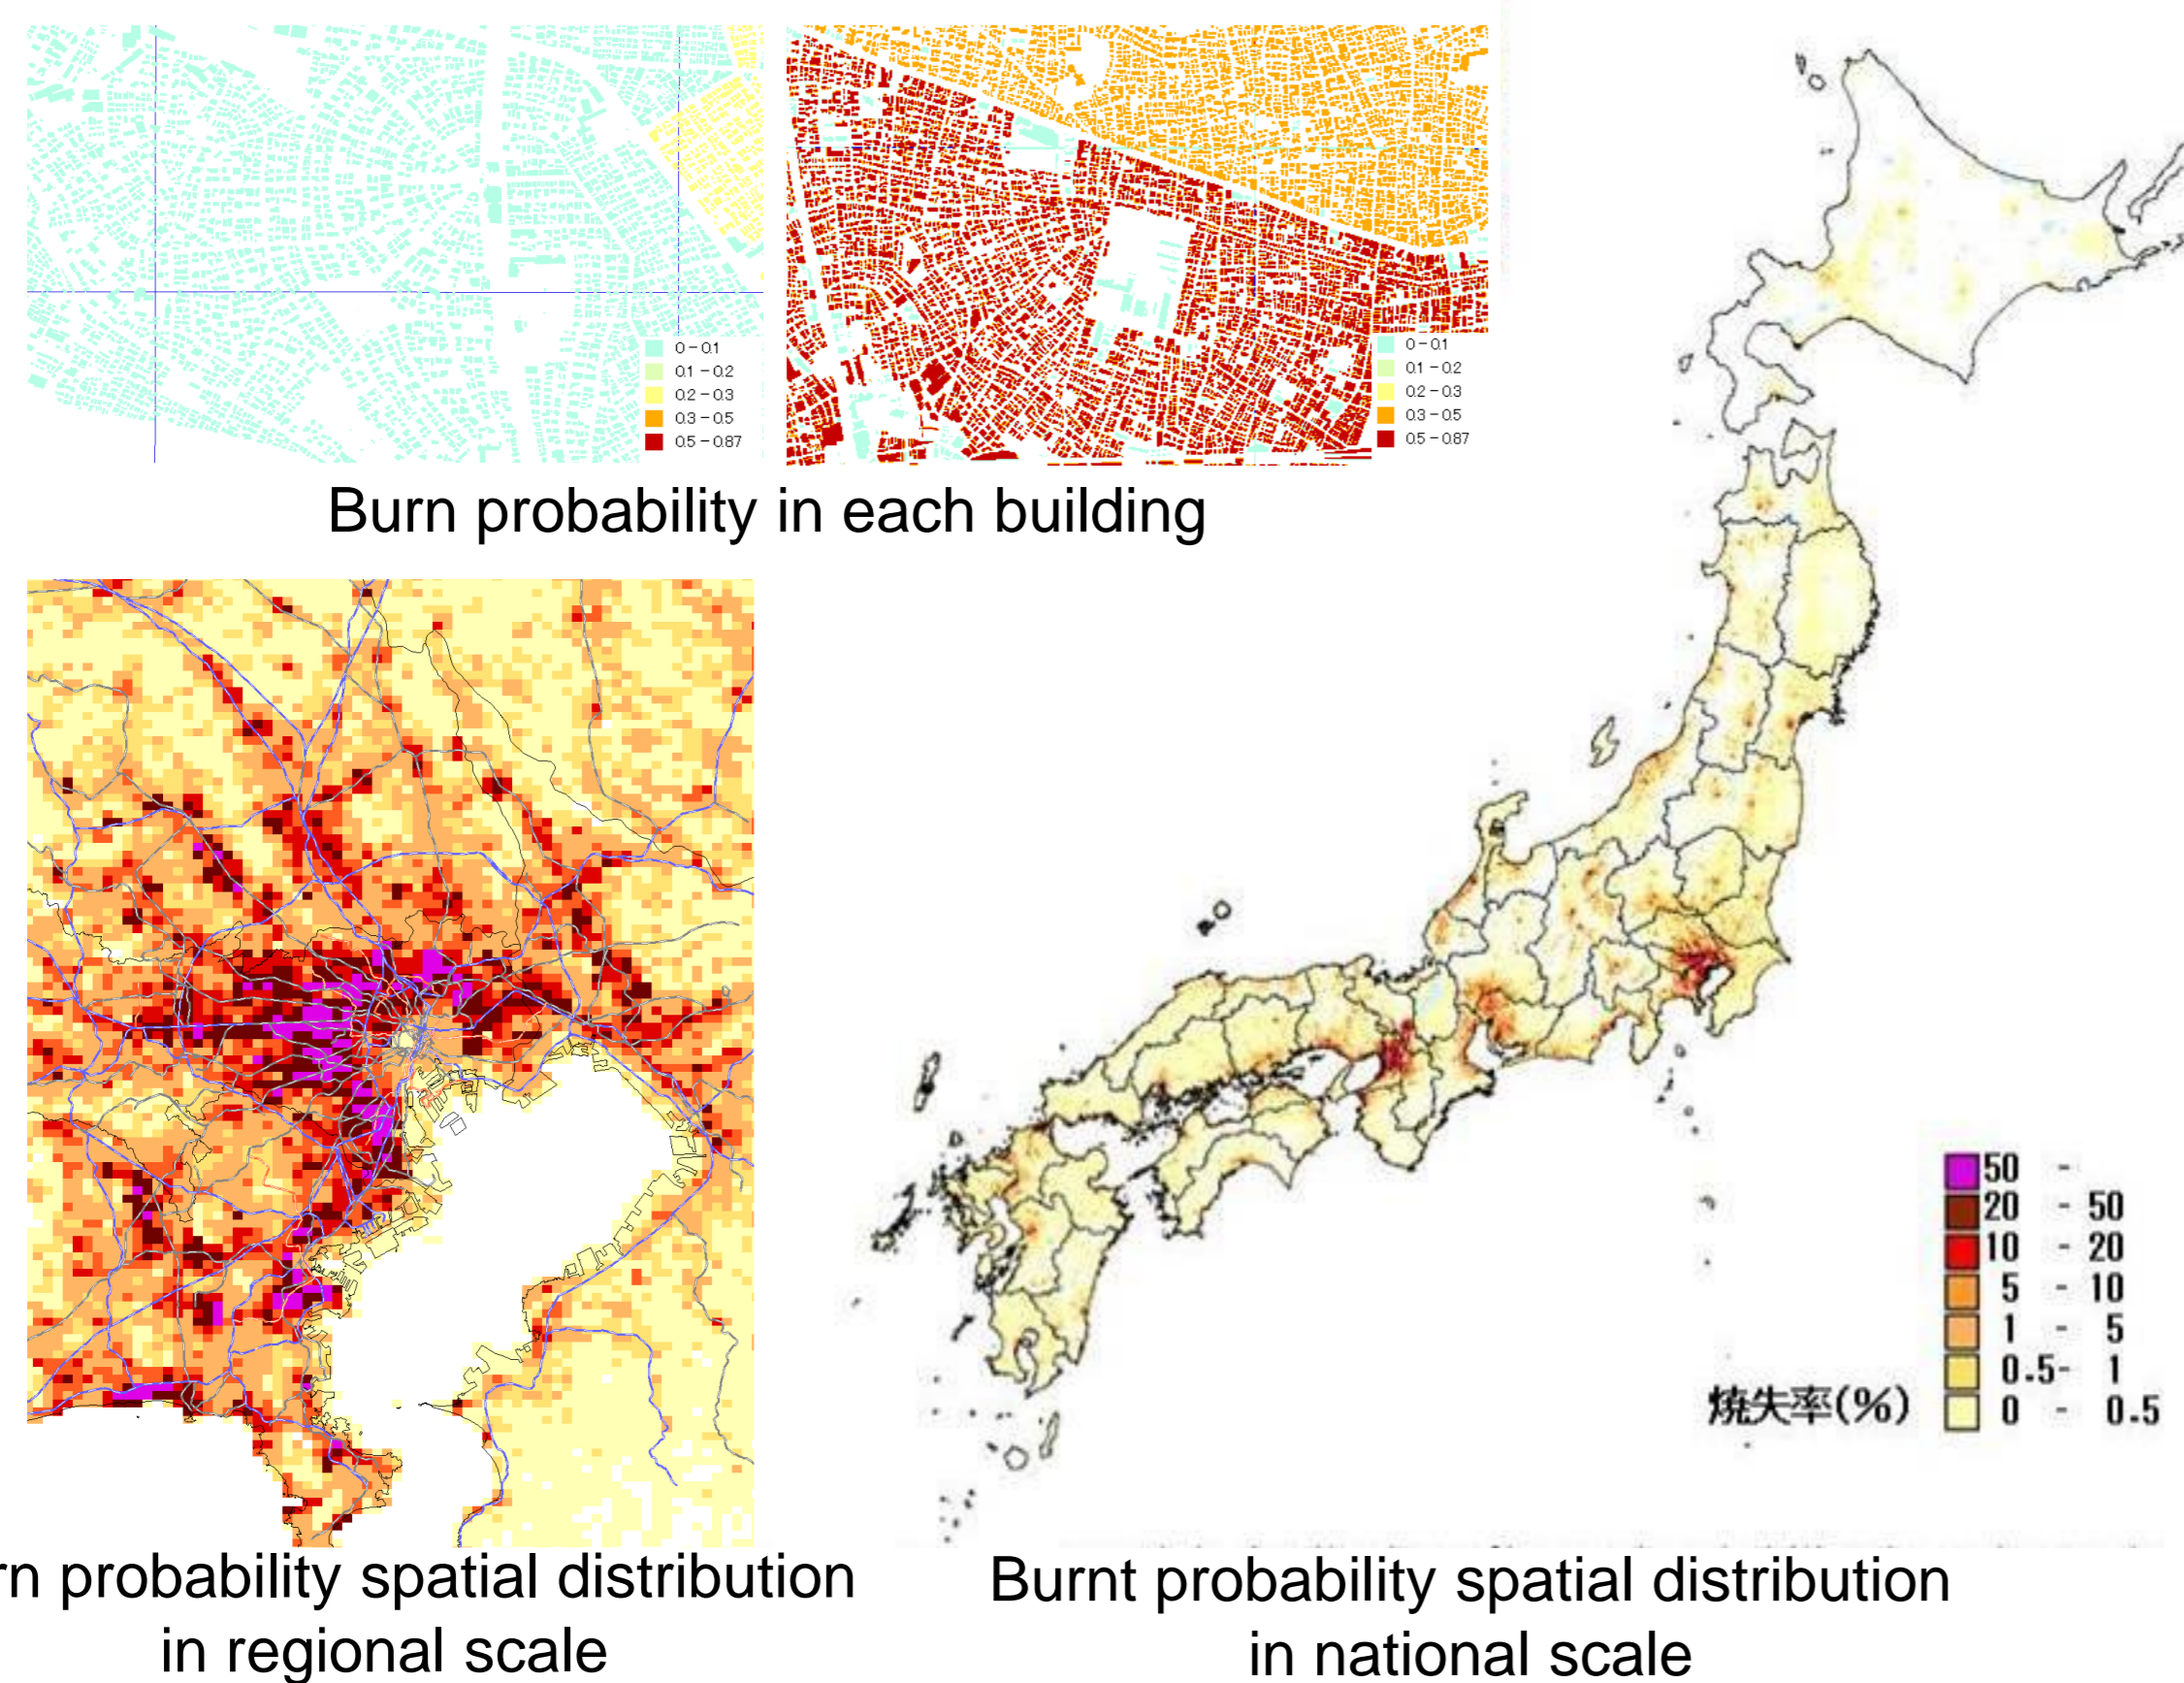 0 - 0.1
0.1 - 0.2
0.2 - 0.3
0.3 - 0.5
0.5 - 0.87
0 - 0.1
0.1 - 0.2
0.2 - 0.3
0.3 - 0.5
0.5 - 0.87
Burn probability in each building
rn probability spatial distribution
in regional scale
50 -
20 - 50
10 - 20
5 - 10
1 - 5
0.5- 1
焼失率(%) 0 - 0.5
Burnt probability spatial distribution
in national scale